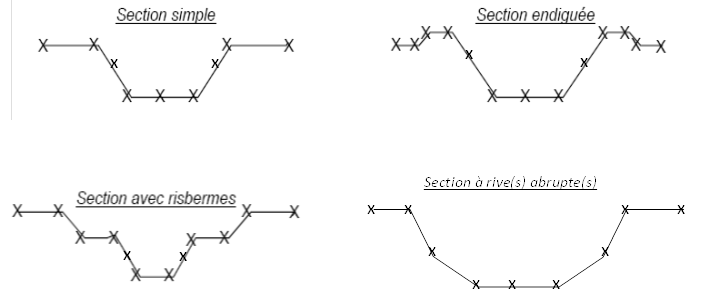 Section simple
Section endiguée
Section avec risbermes
Section à rive(s) abrupte(s)